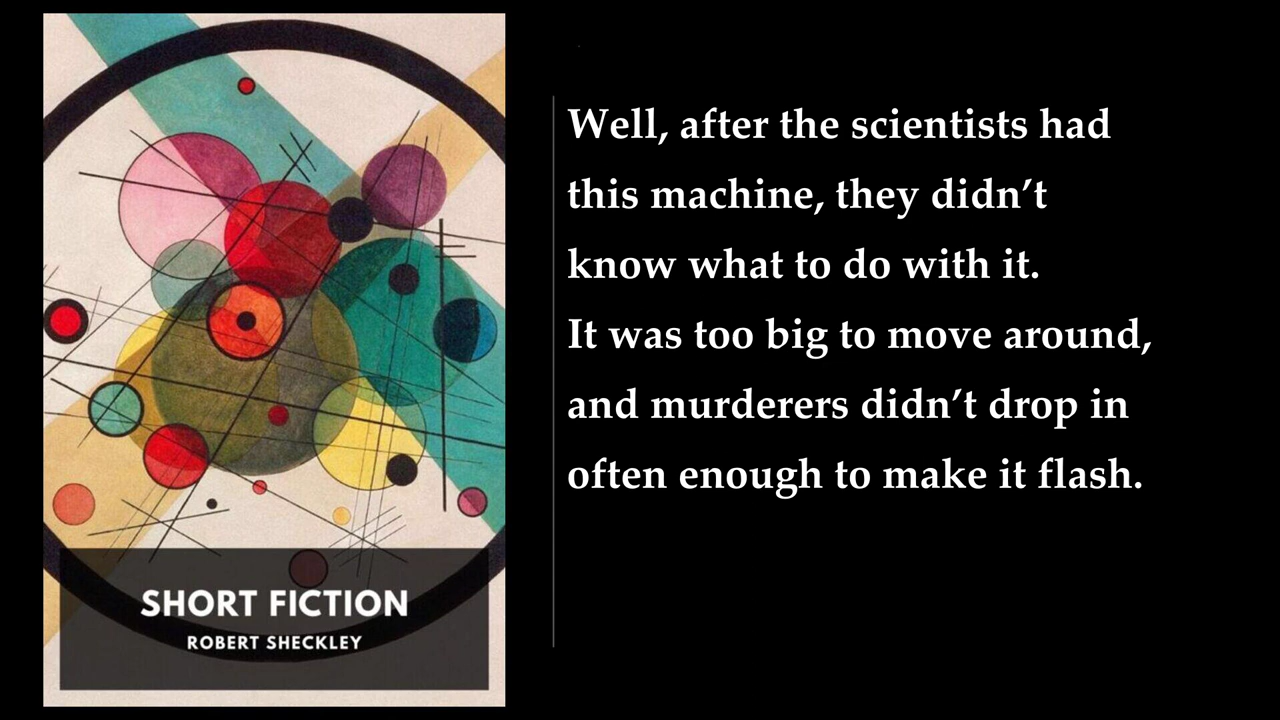 SHORT FICTION
ROBERT SHECKLEY
Well, after the scientists had
this machine, they didn’t
know what to do with it.
It was too big to move around,
and murderers didn’t drop in
often enough to make it flash.